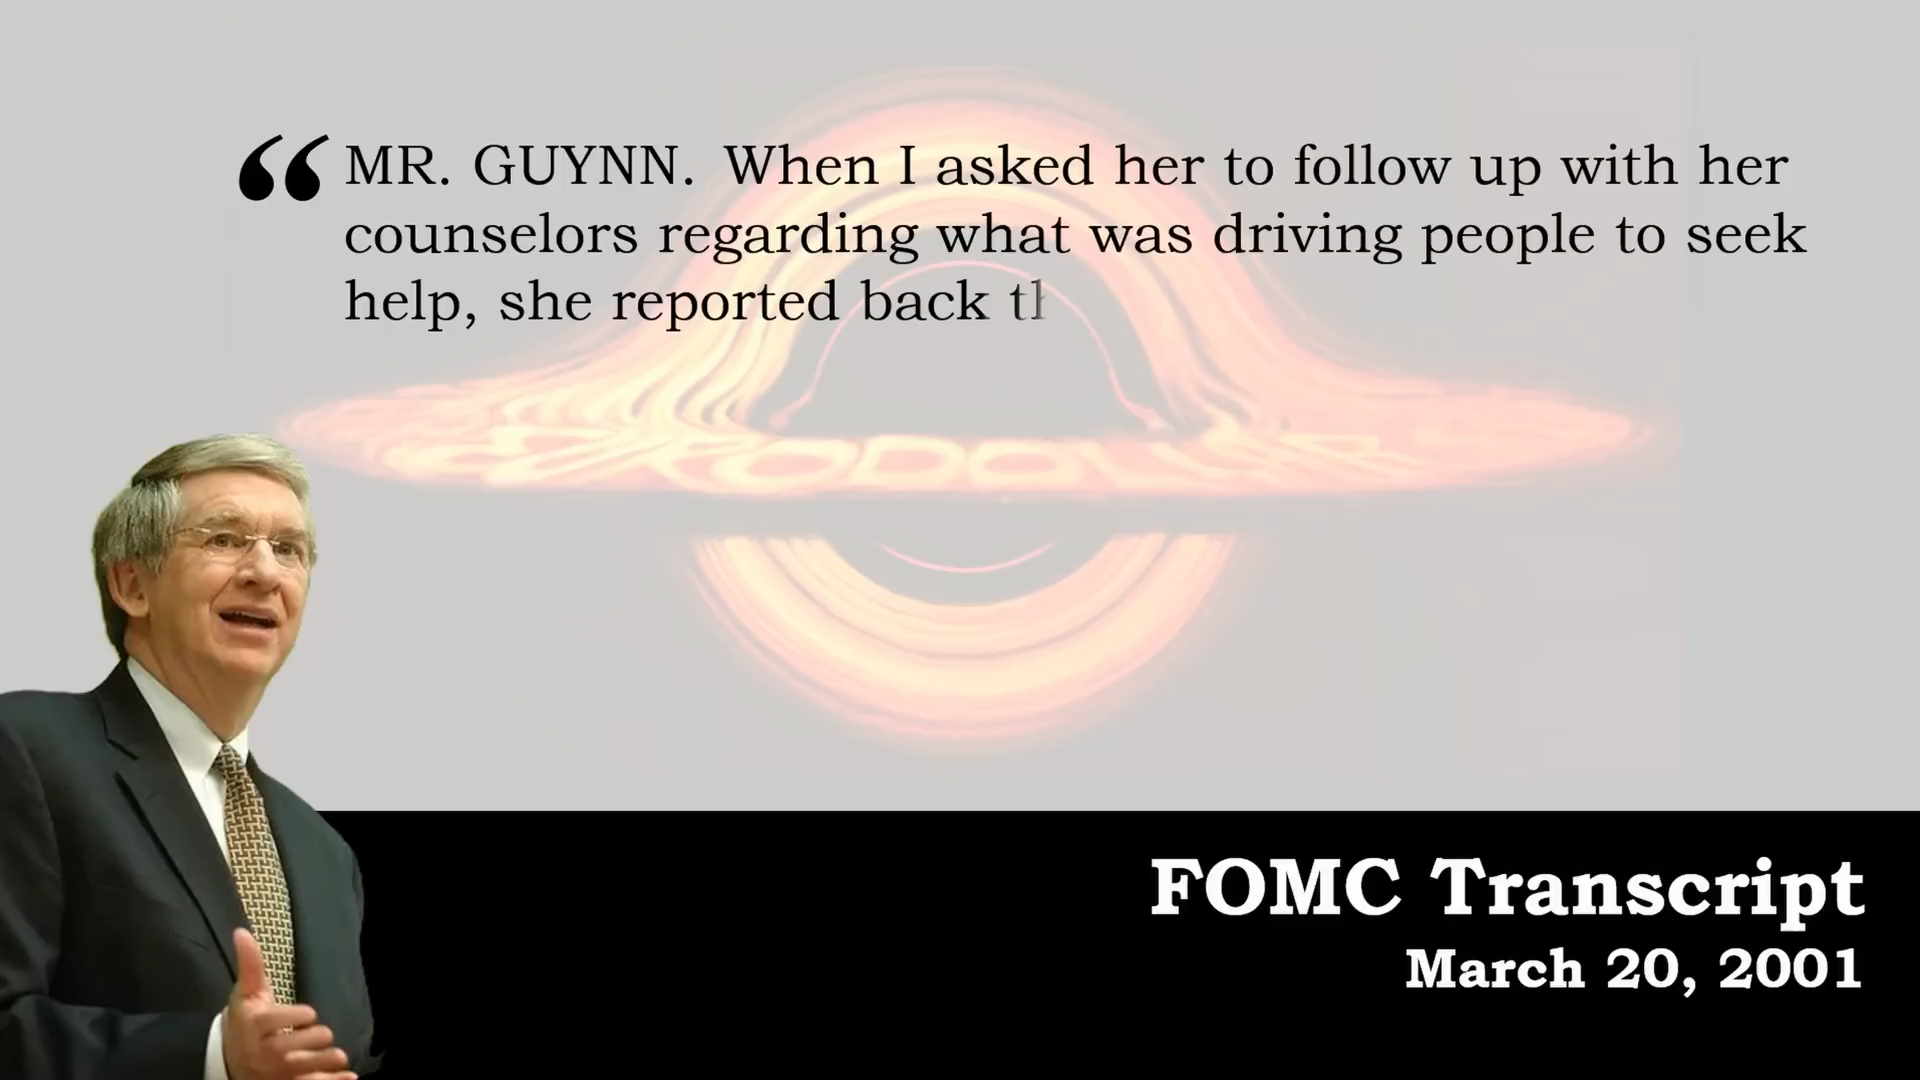 “MR. GUYNN. When I asked her to follow up with her
counselors regarding what was driving people to seek
help, she reported back th
FOMC Transcript
March 20, 2001